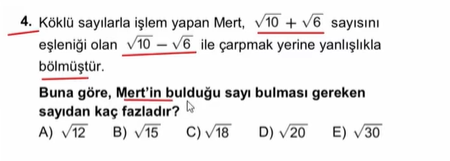 4. Köklü sayılarla işlem yapan Mert, √10 + √6 sayısını
eşleniği olan √10 − √6 ile çarpmak yerine yanlışlıkla
bölmüştür.
Buna göre, Mert'in bulduğu sayı bulması gereken
sayıdan kaç fazladır?
A) √12 B) √15 C) √18 D) √20 E) √30